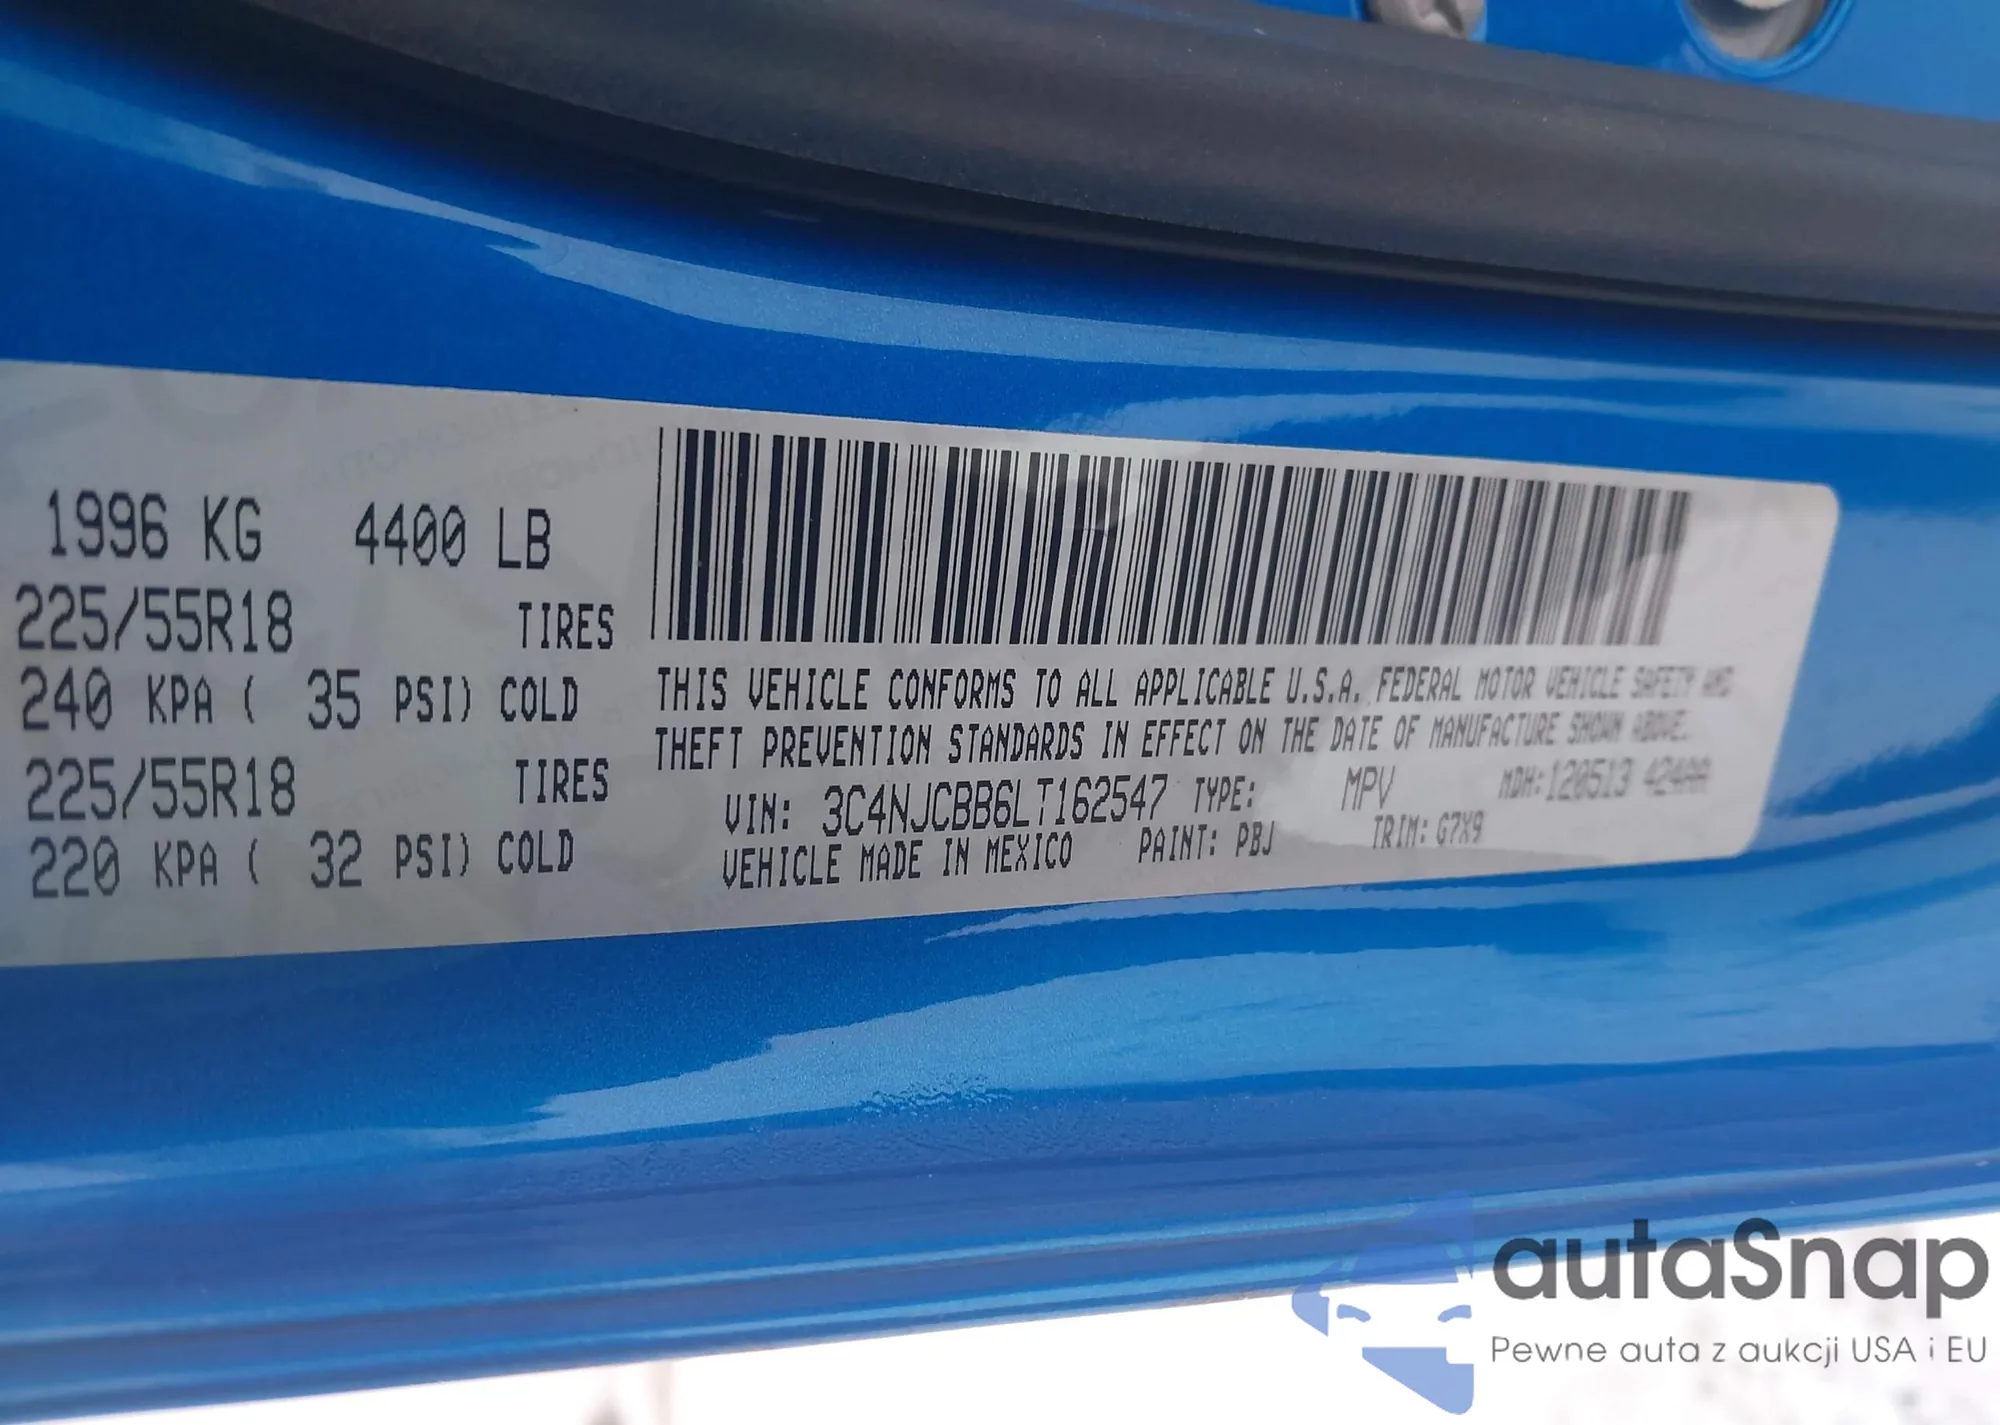 1996 KG 4400 LB
225/55R18 TIRES
240 KPA ( 35 PSI) COLD
225/55R18 TIRES
220 KPA ( 32 PSI) COLD
THIS VEHICLE CONFORMS TO ALL APPLICABLE U.S.A. FEDERAL MOTOR VEHICLE SAFETY AND
THEFT PREVENTION STANDARDS IN EFFECT ON THE DATE OF MANUFACTURE SHOWN ABOVE.
VIN: 3C4NJCBB6LT162547 TYPE: MPV MDH:120513 424AA
VEHICLE MADE IN MEXICO PAINT: PBJ TRIM: G7X9
autaSnap
Pewne auta z aukcji USA i EU